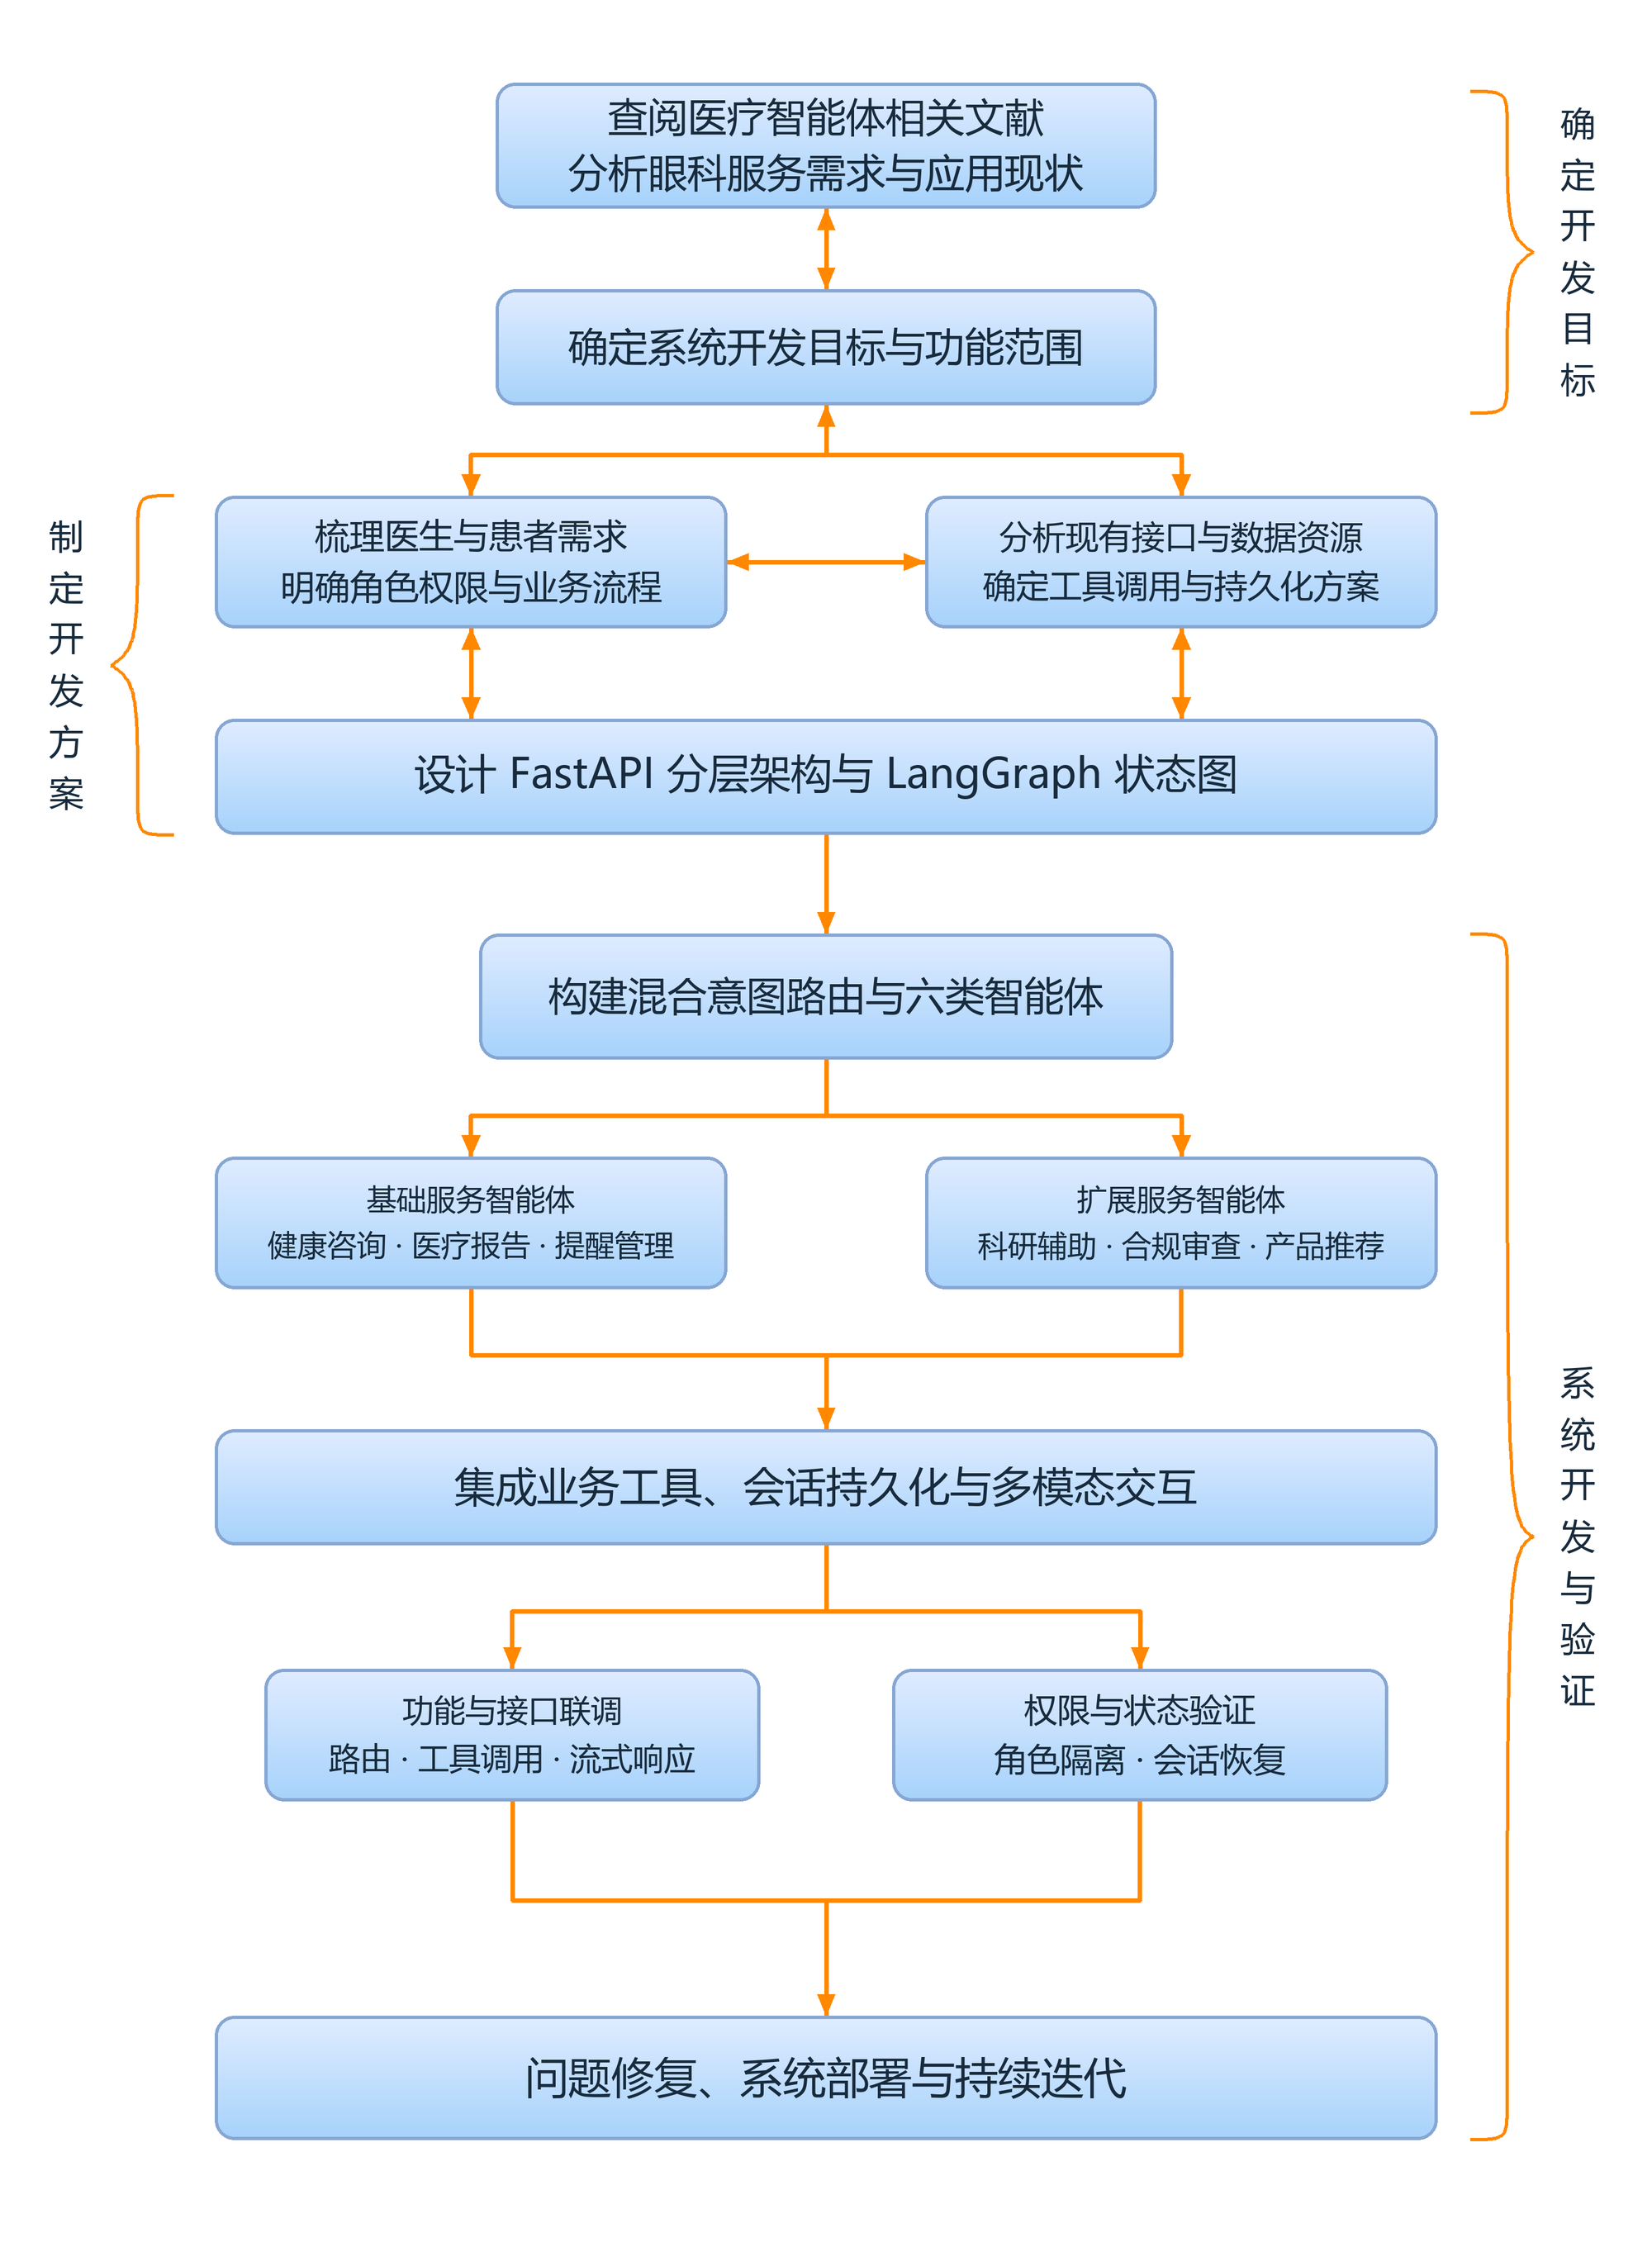 查阅医疗智能体相关文献
分析眼科服务需求与应用现状
确定开发目标
确定系统开发目标与功能范围
制定开发方案
梳理医生与患者需求
明确角色权限与业务流程
分析现有接口与数据资源
确定工具调用与持久化方案
设计 FastAPI 分层架构与 LangGraph 状态图
构建混合意图路由与六类智能体
基础服务智能体
健康咨询 · 医疗报告 · 提醒管理
扩展服务智能体
科研辅助 · 合规审查 · 产品推荐
系统开发与验证
集成业务工具、会话持久化与多模态交互
功能与接口联调
路由 · 工具调用 · 流式响应
权限与状态验证
角色隔离 · 会话恢复
问题修复、系统部署与持续迭代